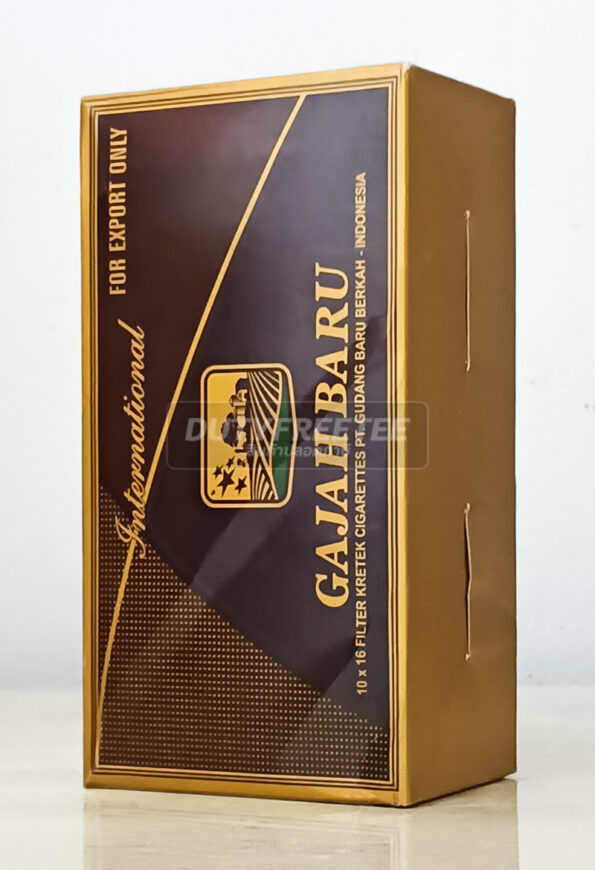 International
FOR EXPORT ONLY
GAJAH BARU
10 x 16 FILTER KRETEK CIGARETTES PT. GUDANG BARU BERKAH - INDONESIA
DUTYFREETEE